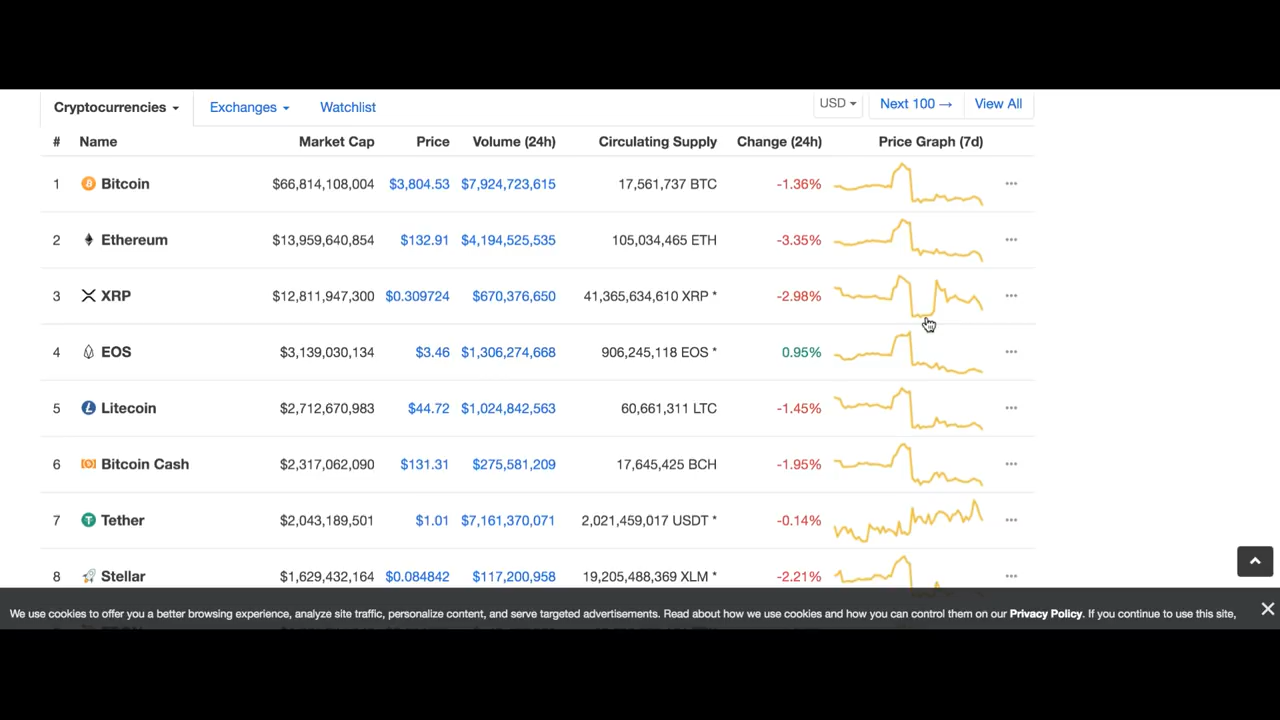 Cryptocurrencies Exchanges Watchlist USD Next 100 → View All
# Name Market Cap Price Volume (24h) Circulating Supply Change (24h) Price Graph (7d)
1 Bitcoin $66,814,108,004 $3,804.53 $7,924,723,615 17,561,737 BTC -1.36%
2 Ethereum $13,959,640,854 $132.91 $4,194,525,535 105,034,465 ETH -3.35%
3 XRP $12,811,947,300 $0.309724 $670,376,650 41,365,634,610 XRP * -2.98%
4 EOS $3,139,030,134 $3.46 $1,306,274,668 906,245,118 EOS * 0.95%
5 Litecoin $2,712,670,983 $44.72 $1,024,842,563 60,661,311 LTC -1.45%
6 Bitcoin Cash $2,317,062,090 $131.31 $275,581,209 17,645,425 BCH -1.95%
7 Tether $2,043,189,501 $1.01 $7,161,370,071 2,021,459,017 USDT * -0.14%
8 Stellar $1,629,432,164 $0.084842 $117,200,958 19,205,488,369 XLM * -2.21%
We use cookies to offer you a better browsing experience, analyze site traffic, personalize content, and serve targeted advertisements. Read about how we use cookies and how you can control them on our Privacy Policy. If you continue to use this site,